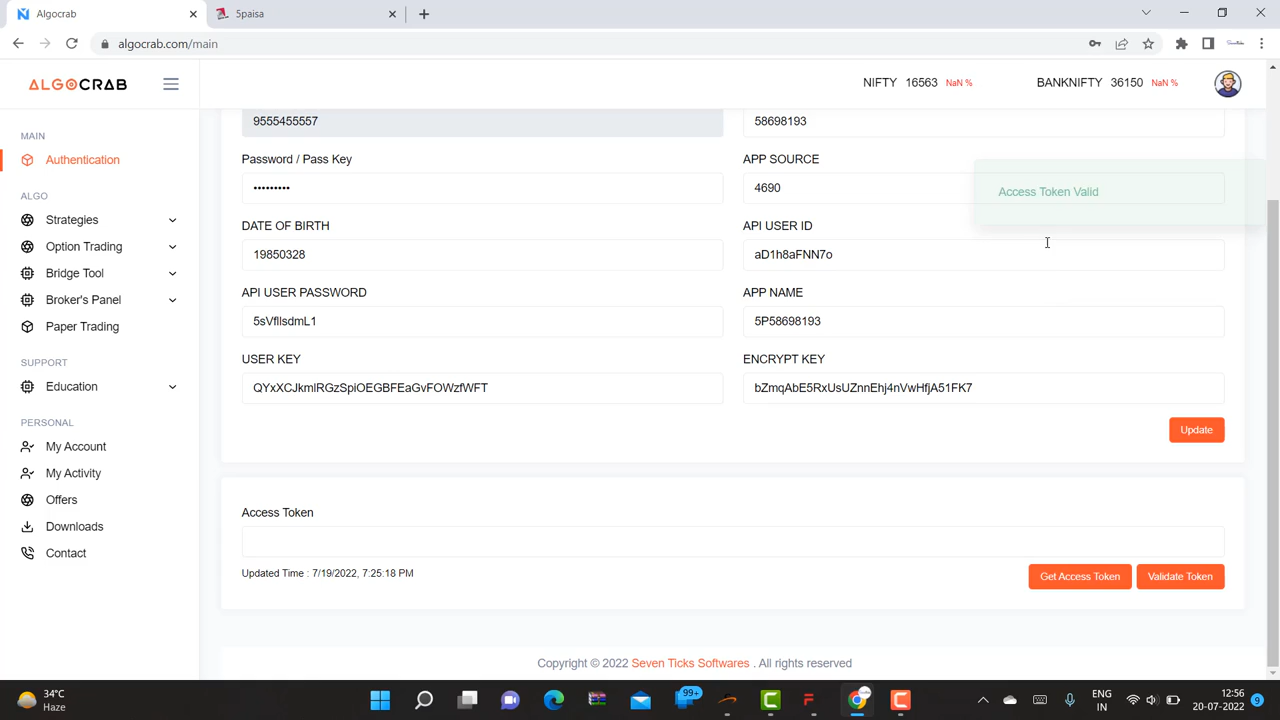 Algocrab
5paisa
algocrab.com/main
ALGOCRAB
NIFTY 16563 NaN %
BANKNIFTY 36150 NaN %
MAIN
Authentication
ALGO
Strategies
Option Trading
Bridge Tool
Broker's Panel
Paper Trading
SUPPORT
Education
PERSONAL
My Account
My Activity
Offers
Downloads
Contact
9555455557
58698193
Password / Pass Key
APP SOURCE
•••••••••
4690
Access Token Valid
DATE OF BIRTH
API USER ID
19850328
aD1h8aFNN7o
API USER PASSWORD
APP NAME
5sVfllsdmL1
5P58698193
USER KEY
ENCRYPT KEY
QYxXCJkmlRGzSpiOEGBFEaGvFOWzfWFT
bZmqAbE5RxUsUZnnEhj4nVwHfjA51FK7
Update
Access Token
Updated Time : 7/19/2022, 7:25:18 PM
Get Access Token
Validate Token
Copyright © 2022 Seven Ticks Softwares . All rights reserved
34°C
Haze
99+
ENG
IN
12:56
20-07-2022
9